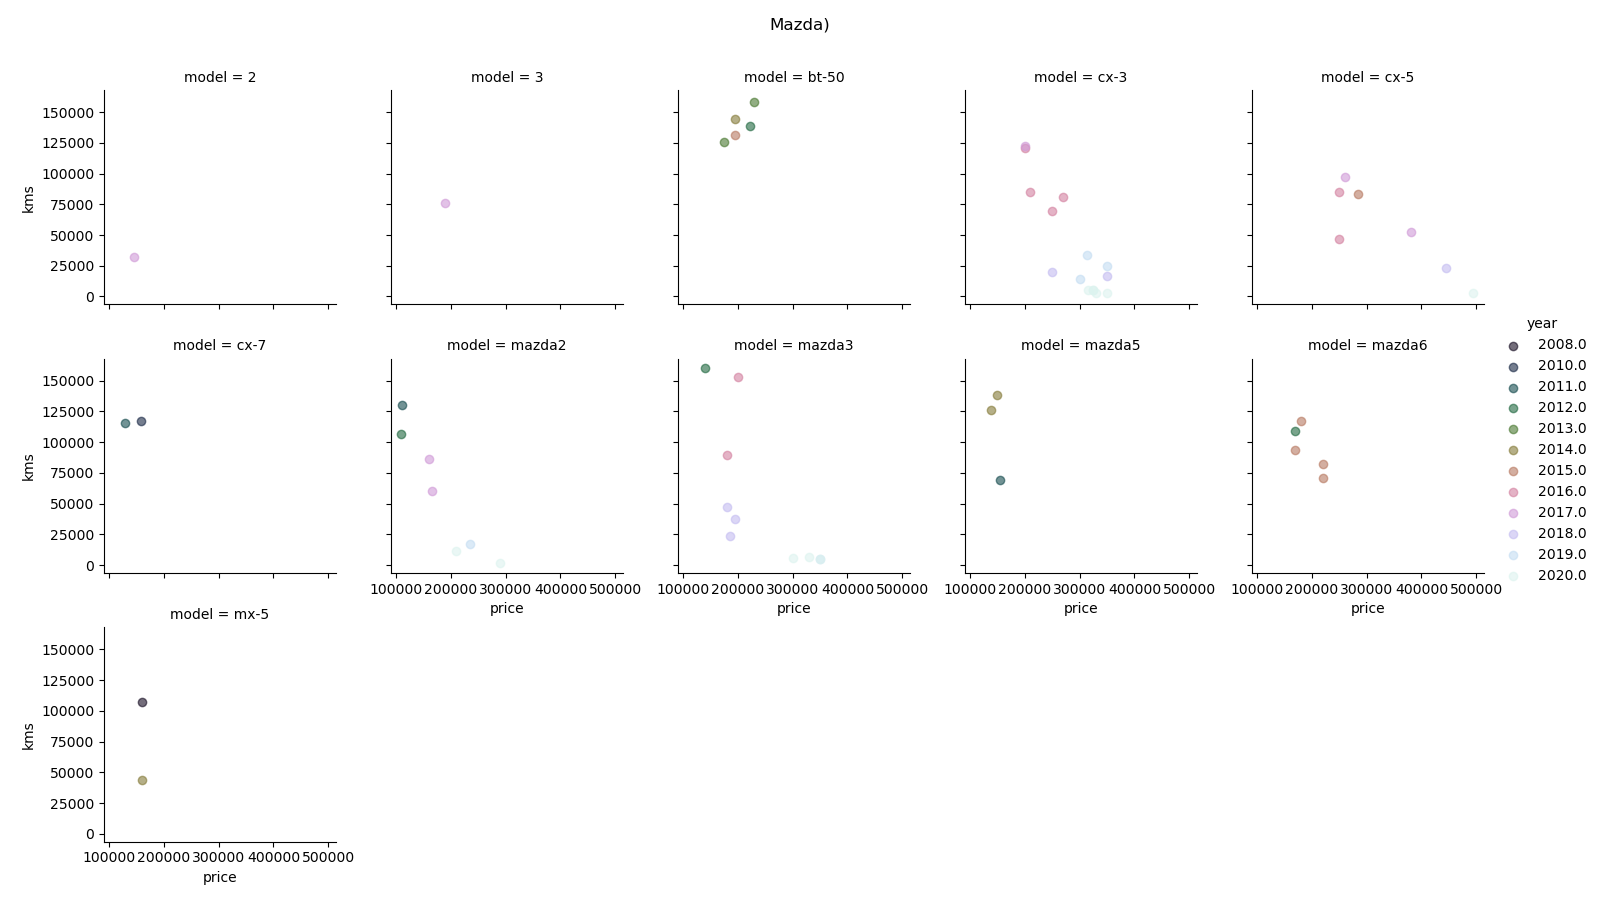 Mazda)
model = 2
model = 3
model = bt-50
model = cx-3
model = cx-5
150000
125000
100000
75000
50000
25000
0
kms
model = cx-7
model = mazda2
model = mazda3
model = mazda5
model = mazda6
150000
125000
100000
75000
50000
25000
0
kms
100000 200000 300000 400000 500000
price
100000 200000 300000 400000 500000
price
100000 200000 300000 400000 500000
price
100000 200000 300000 400000 500000
price
model = mx-5
150000
125000
100000
75000
50000
25000
0
kms
100000 200000 300000 400000 500000
price
year
2008.0
2010.0
2011.0
2012.0
2013.0
2014.0
2015.0
2016.0
2017.0
2018.0
2019.0
2020.0